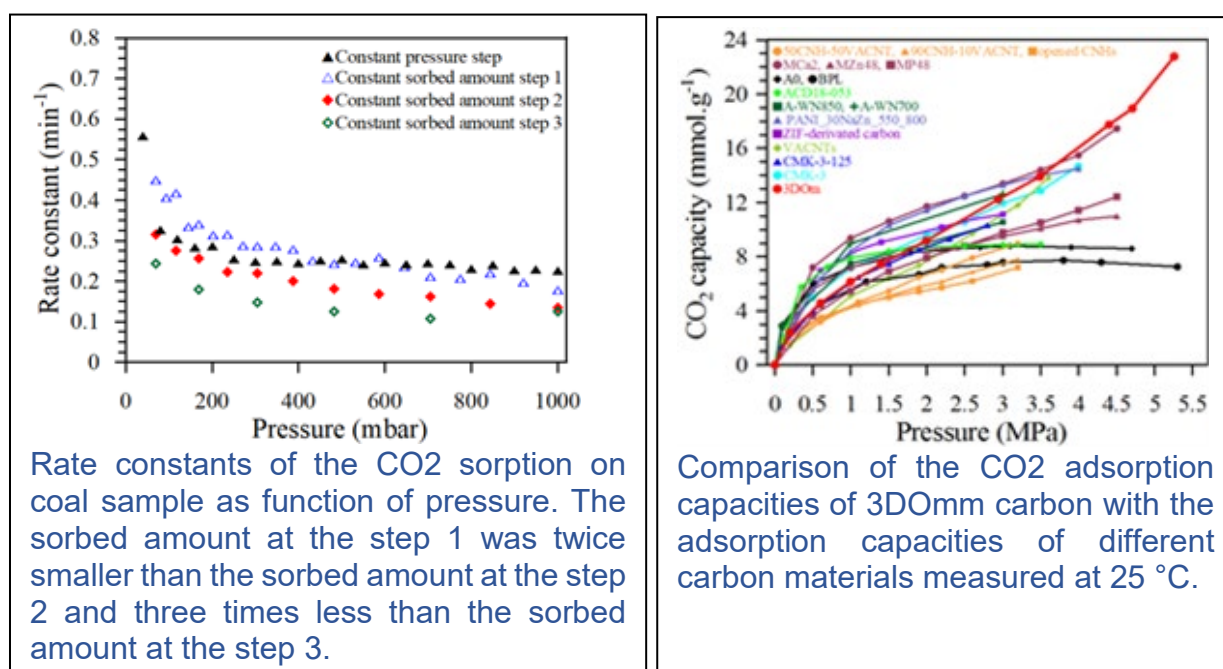 0.8
0.7
0.6
0.5
0.4
0.3
0.2
0.1
0
Rate constant (min⁻¹)
Constant pressure step
Constant sorbed amount step 1
Constant sorbed amount step 2
Constant sorbed amount step 3
0 200 400 600 800 1000
Pressure (mbar)
Rate constants of the CO2 sorption on
coal sample as function of pressure. The
sorbed amount at the step 1 was twice
smaller than the sorbed amount at the step
2 and three times less than the sorbed
amount at the step 3.
24
20
16
12
8
4
0
CO₂ capacity (mmol.g⁻¹)
50CNH-50VACNT, 90CNH-10VACNT, opened CNHs
MCa2, MZn48, MP48
A0, BPL
ACD18-053
A-WN850, A-WN700
PANI_30NaZn_550_800
ZIF-derivated carbon
VACNTs
CMK-3-125
CMK-3
3DOm
0 0.5 1 1.5 2 2.5 3 3.5 4 4.5 5 5.5
Pressure (MPa)
Comparison of the CO2 adsorption
capacities of 3DOmm carbon with the
adsorption capacities of different
carbon materials measured at 25 °C.